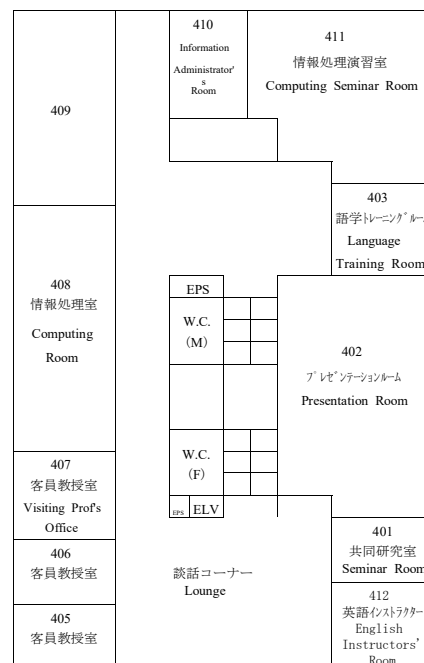 410
Information
Administrator'
s
Room
411
情報処理演習室
Computing Seminar Room
409
403
語学ﾄﾚｰﾆﾝｸﾞﾙｰﾑ
Language
Training Room
408
情報処理室
Computing
Room
EPS
W.C.
(M)
402
ﾌﾟﾚｾﾞﾝﾃｰｼｮﾝﾙｰﾑ
Presentation Room
W.C.
(F)
EPS ELV
407
客員教授室
Visiting Prof's
Office
406
客員教授室
405
客員教授室
談話コーナー
Lounge
401
共同研究室
Seminar Room
412
英語ｲﾝｽﾄﾗｸﾀｰ
English
Instructors'
Room